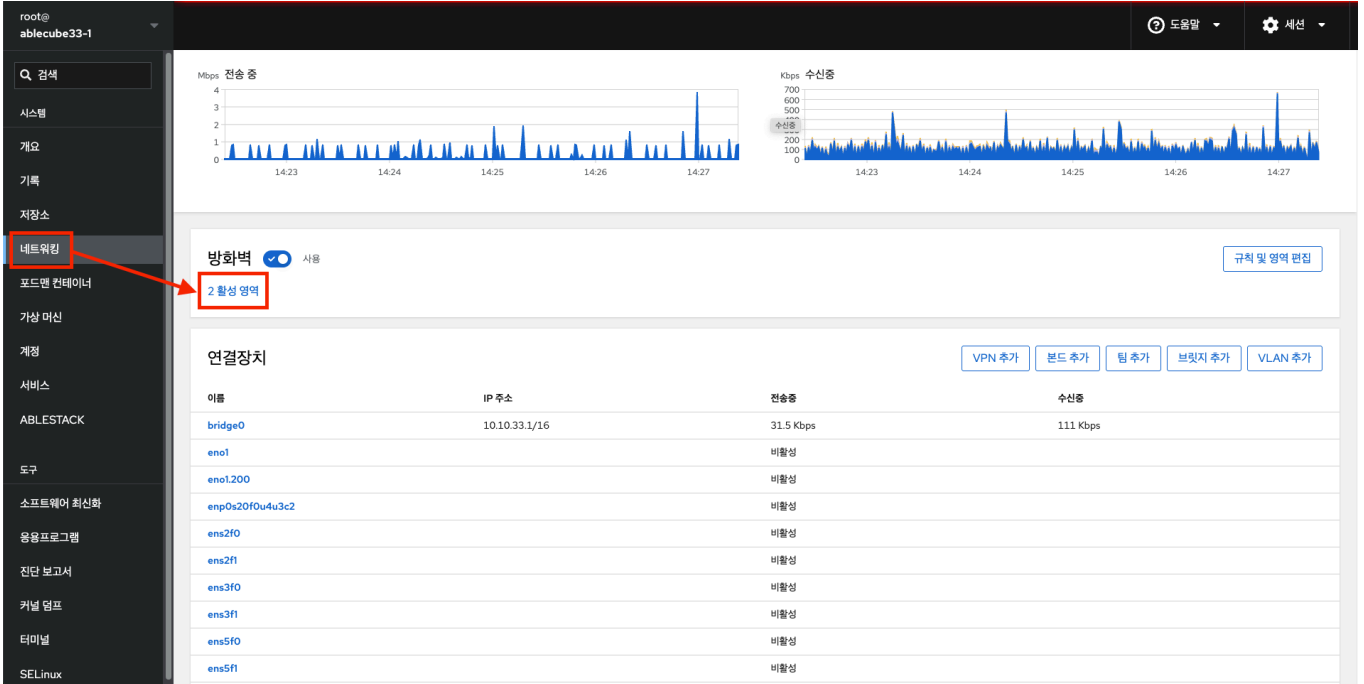 root@
ablecube33-1
도움말
세션
검색
시스템
개요
기록
저장소
네트워킹
포드맨 컨테이너
가상 머신
계정
서비스
ABLESTACK
도구
소프트웨어 최신화
응용프로그램
진단 보고서
커널 덤프
터미널
SELinux
Mbps 전송 중
4
3
2
1
0
14:23 14:24 14:25 14:26 14:27
Kbps 수신중
700
600
500
수신중
200
100
0
14:23 14:24 14:25 14:26 14:27
방화벽 사용
규칙 및 영역 편집
2 활성 영역
연결장치
VPN 추가 본드 추가 팀 추가 브릿지 추가 VLAN 추가
이름 IP 주소 전송중 수신중
bridge0 10.10.33.1/16 31.5 Kbps 111 Kbps
eno1 비활성
eno1.200 비활성
enp0s20f0u4u3c2 비활성
ens2f0 비활성
ens2f1 비활성
ens3f0 비활성
ens3f1 비활성
ens5f0 비활성
ens5f1 비활성